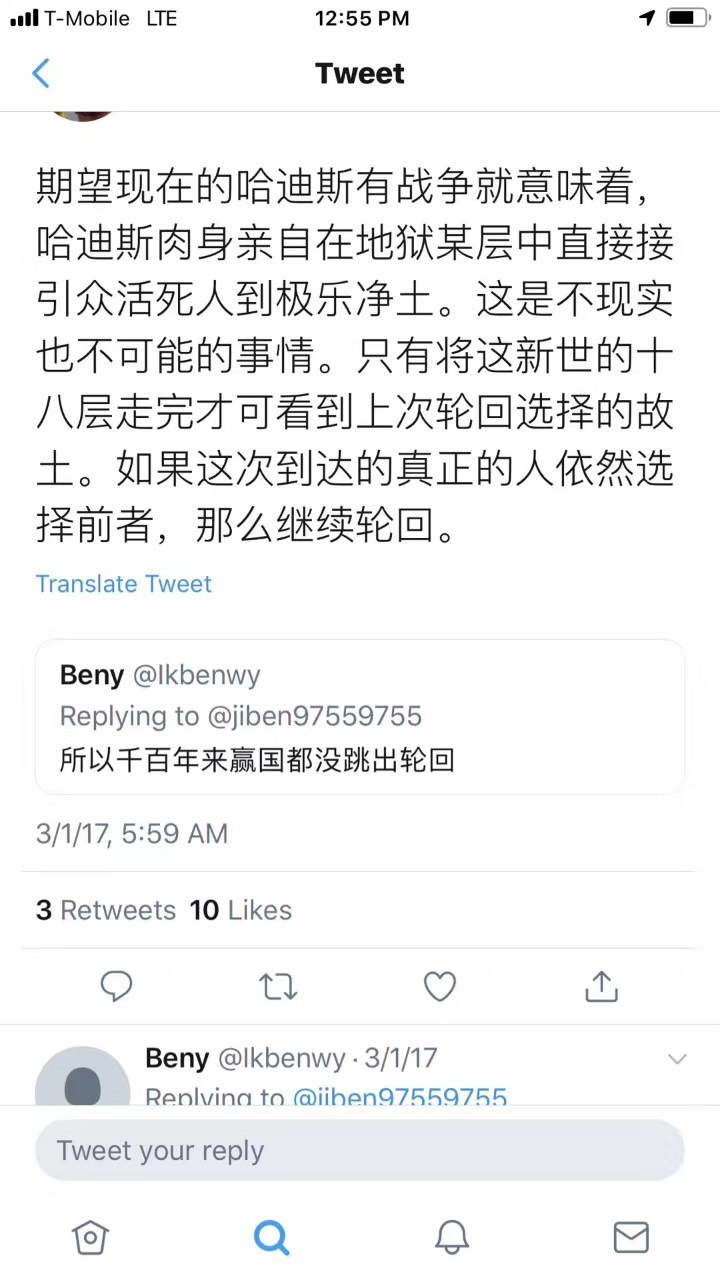 T-Mobile LTE 12:55 PM
Tweet
期望现在的哈迪斯有战争就意味着，
哈迪斯肉身亲自在地狱某层中直接接
引众活死人到极乐净土。这是不现实
也不可能的事情。只有将这新世的十
八层走完才可看到上次轮回选择的故
土。如果这次到达的真正的人依然选
择前者，那么继续轮回。
Translate Tweet
Beny @lkbenwy
Replying to @jiben97559755
所以千百年来赢国都没跳出轮回
3/1/17, 5:59 AM
3 Retweets 10 Likes
Beny @lkbenwy · 3/1/17
Replying to @jiben97559755
Tweet your reply